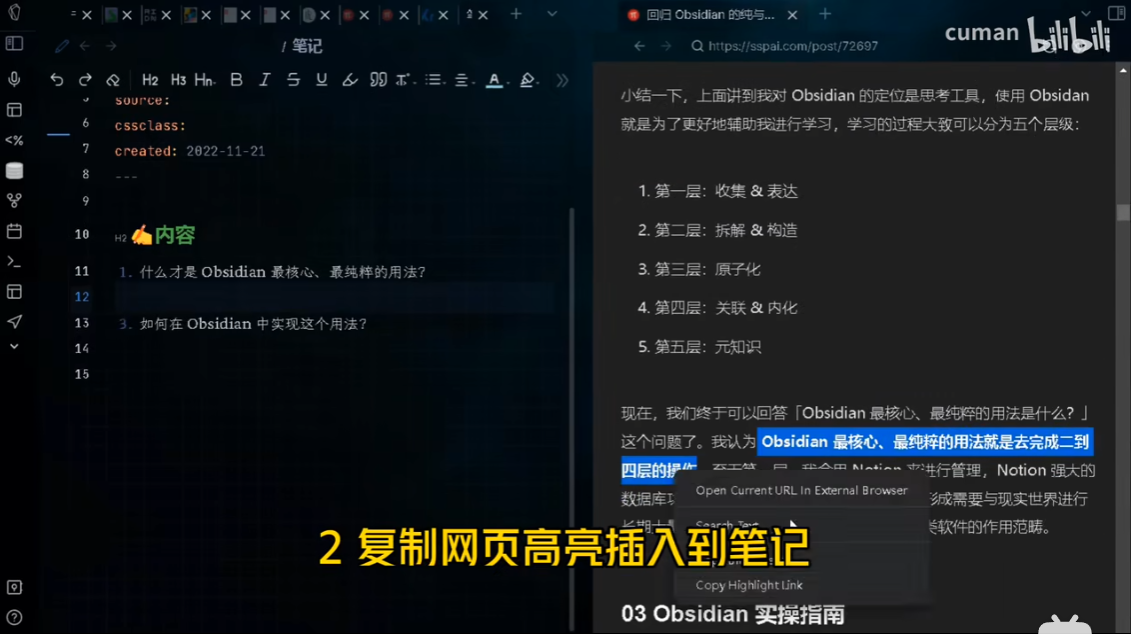 回归 Obsidian 的纯与...
cuman bilibili
/ 笔记
https://sspai.com/post/72697
H2 H3 Hn B I S U
source:
6 cssclass:
7 created: 2022-11-21
8 ---
9
10 H2 ✍内容
11 1. 什么才是 Obsidian 最核心、最纯粹的用法?
12
13 3. 如何在 Obsidian 中实现这个用法?
14
15
小结一下，上面讲到我对 Obsidian 的定位是思考工具，使用 Obsidan
就是为了更好地辅助我进行学习，学习的过程大致可以分为五个层级：
1. 第一层：收集 & 表达
2. 第二层：拆解 & 构造
3. 第三层：原子化
4. 第四层：关联 & 内化
5. 第五层：元知识
现在，我们终于可以回答「Obsidian 最核心、最纯粹的用法是什么？」
这个问题了。我认为 Obsidian 最核心、最纯粹的用法就是去完成二到
四层的操作 Notion 来进行管理，Notion 强大的
数据库 形成需要与现实世界进行
类软件的作用范畴。
Open Current URL In External Browser
Search Text
Copy Highlight Link
2 复制网页高亮插入到笔记
03 Obsidian 实操指南